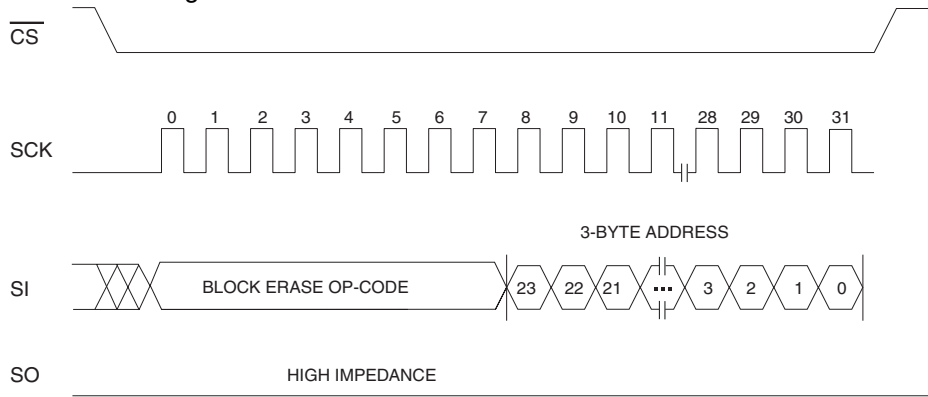 CS
0 1 2 3 4 5 6 7 8 9 10 11 28 29 30 31
SCK
3-BYTE ADDRESS
SI BLOCK ERASE OP-CODE 23 22 21 ... 3 2 1 0
SO HIGH IMPEDANCE